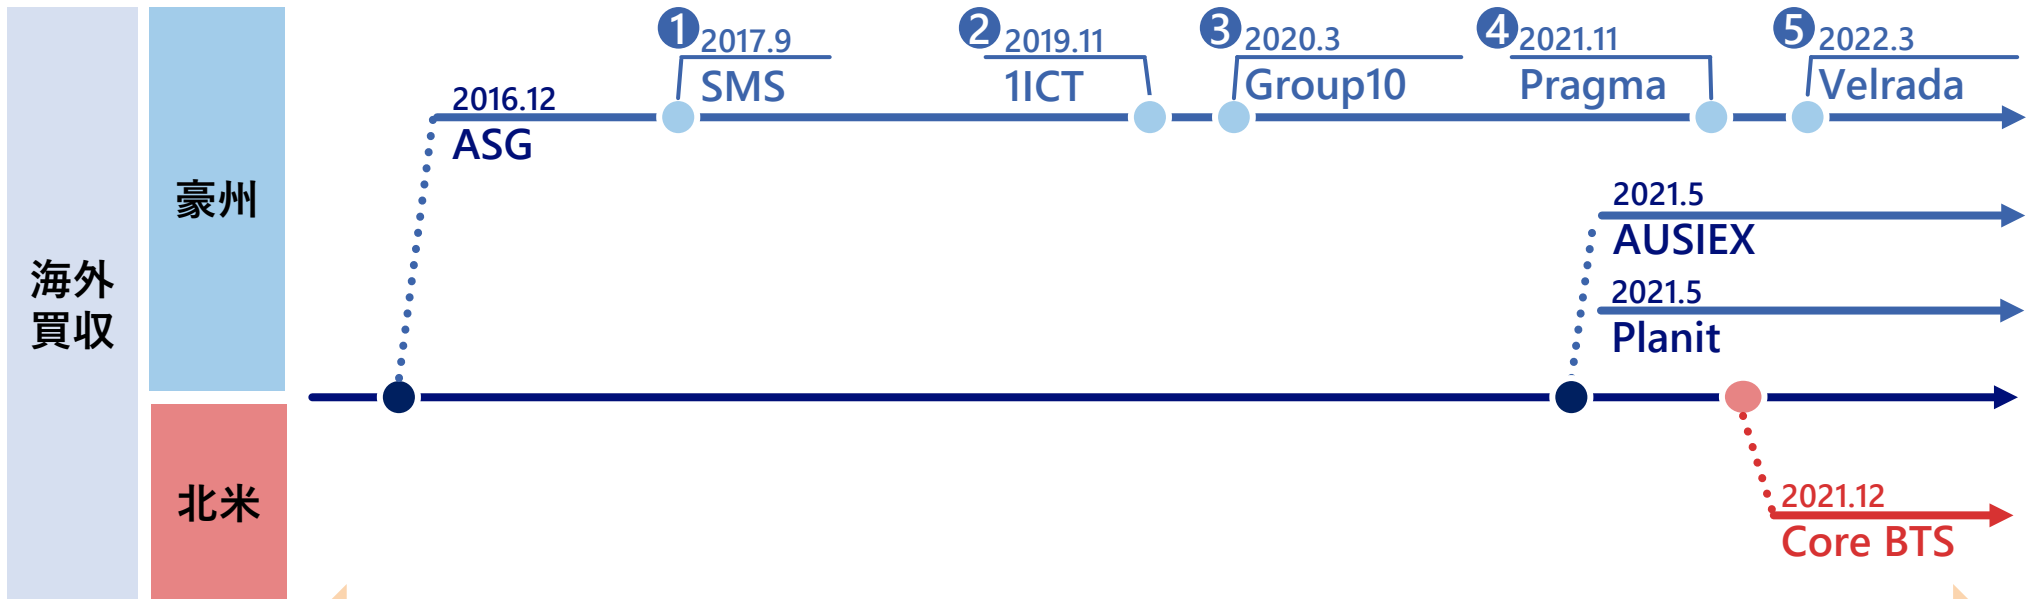 海外
買収
豪州
北米
2016.12
ASG
1 2017.9
SMS
2 2019.11
1ICT
3 2020.3
Group10
4 2021.11
Pragma
5 2022.3
Velrada
2021.5
AUSIEX
2021.5
Planit
2021.12
Core BTS